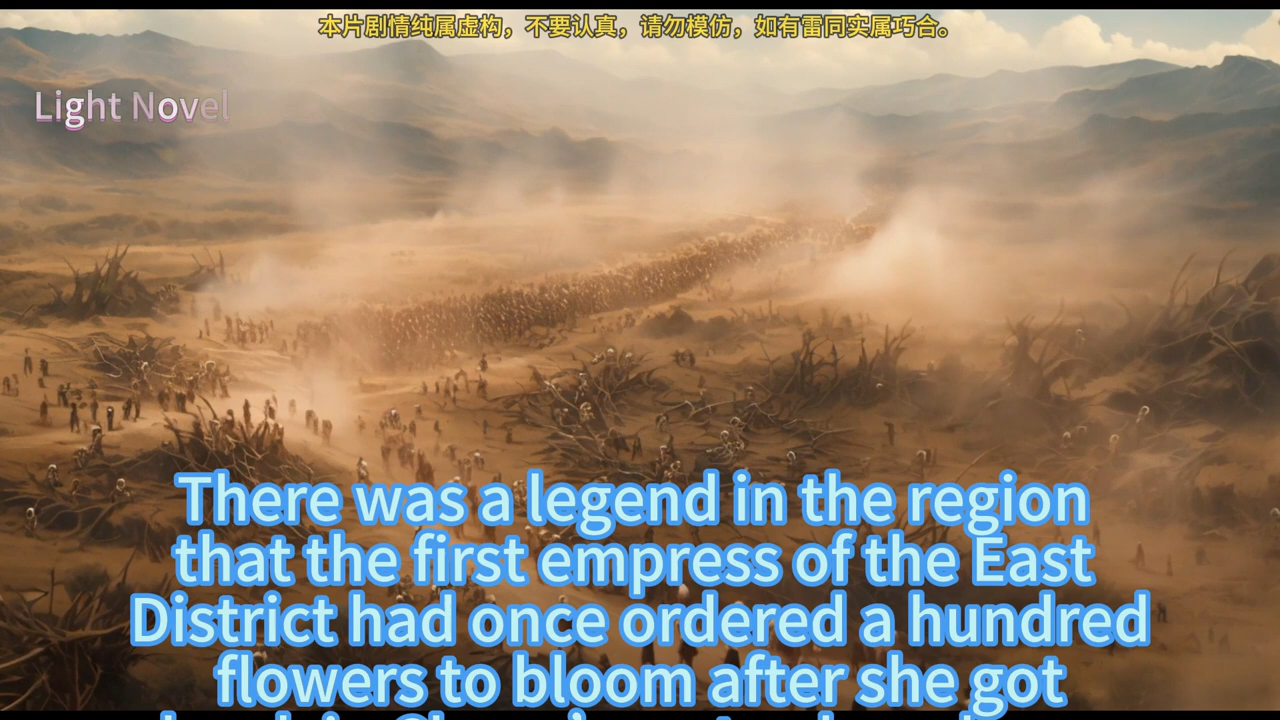 本片剧情纯属虚构，不要认真，请勿模仿，如有雷同实属巧合。
Light Novel
There was a legend in the region
that the first empress of the East
District had once ordered a hundred
flowers to bloom after she got